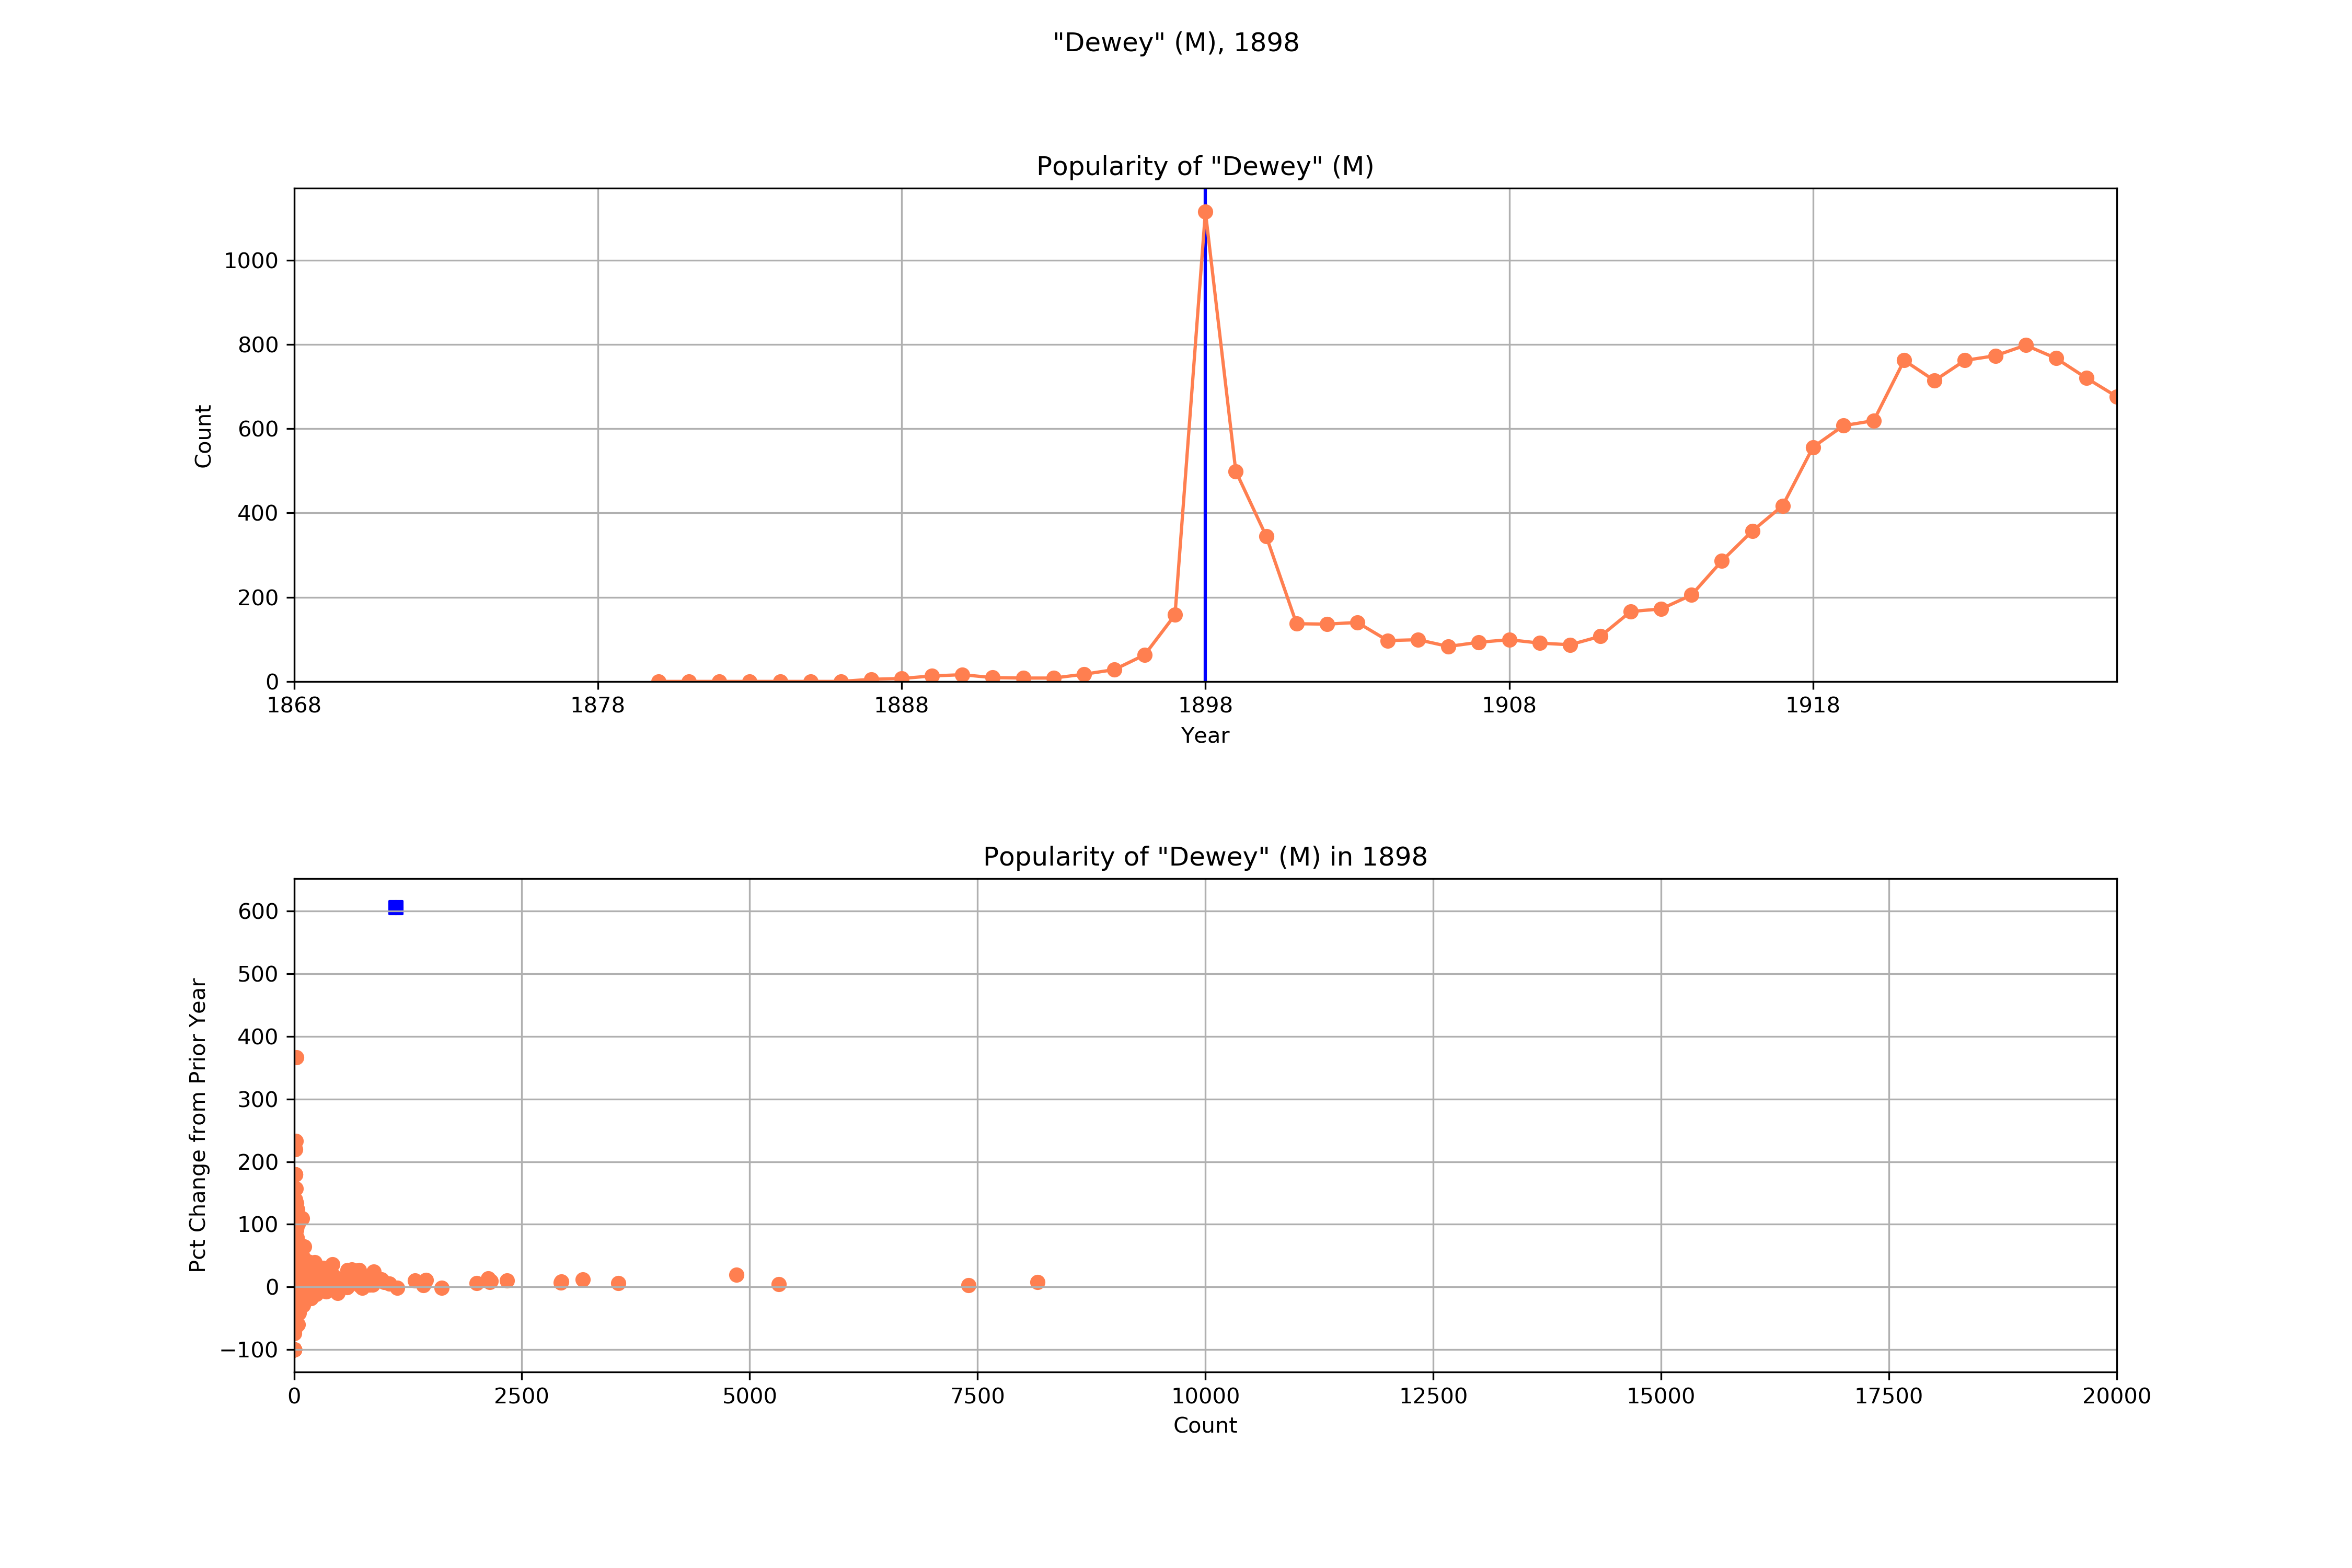 "Dewey" (M), 1898
Popularity of "Dewey" (M)
1000
800
600
400
200
0
Count
1868 1878 1888 1898 1908 1918
Year
Popularity of "Dewey" (M) in 1898
600
500
400
300
200
100
0
−100
Pct Change from Prior Year
0 2500 5000 7500 10000 12500 15000 17500 20000
Count